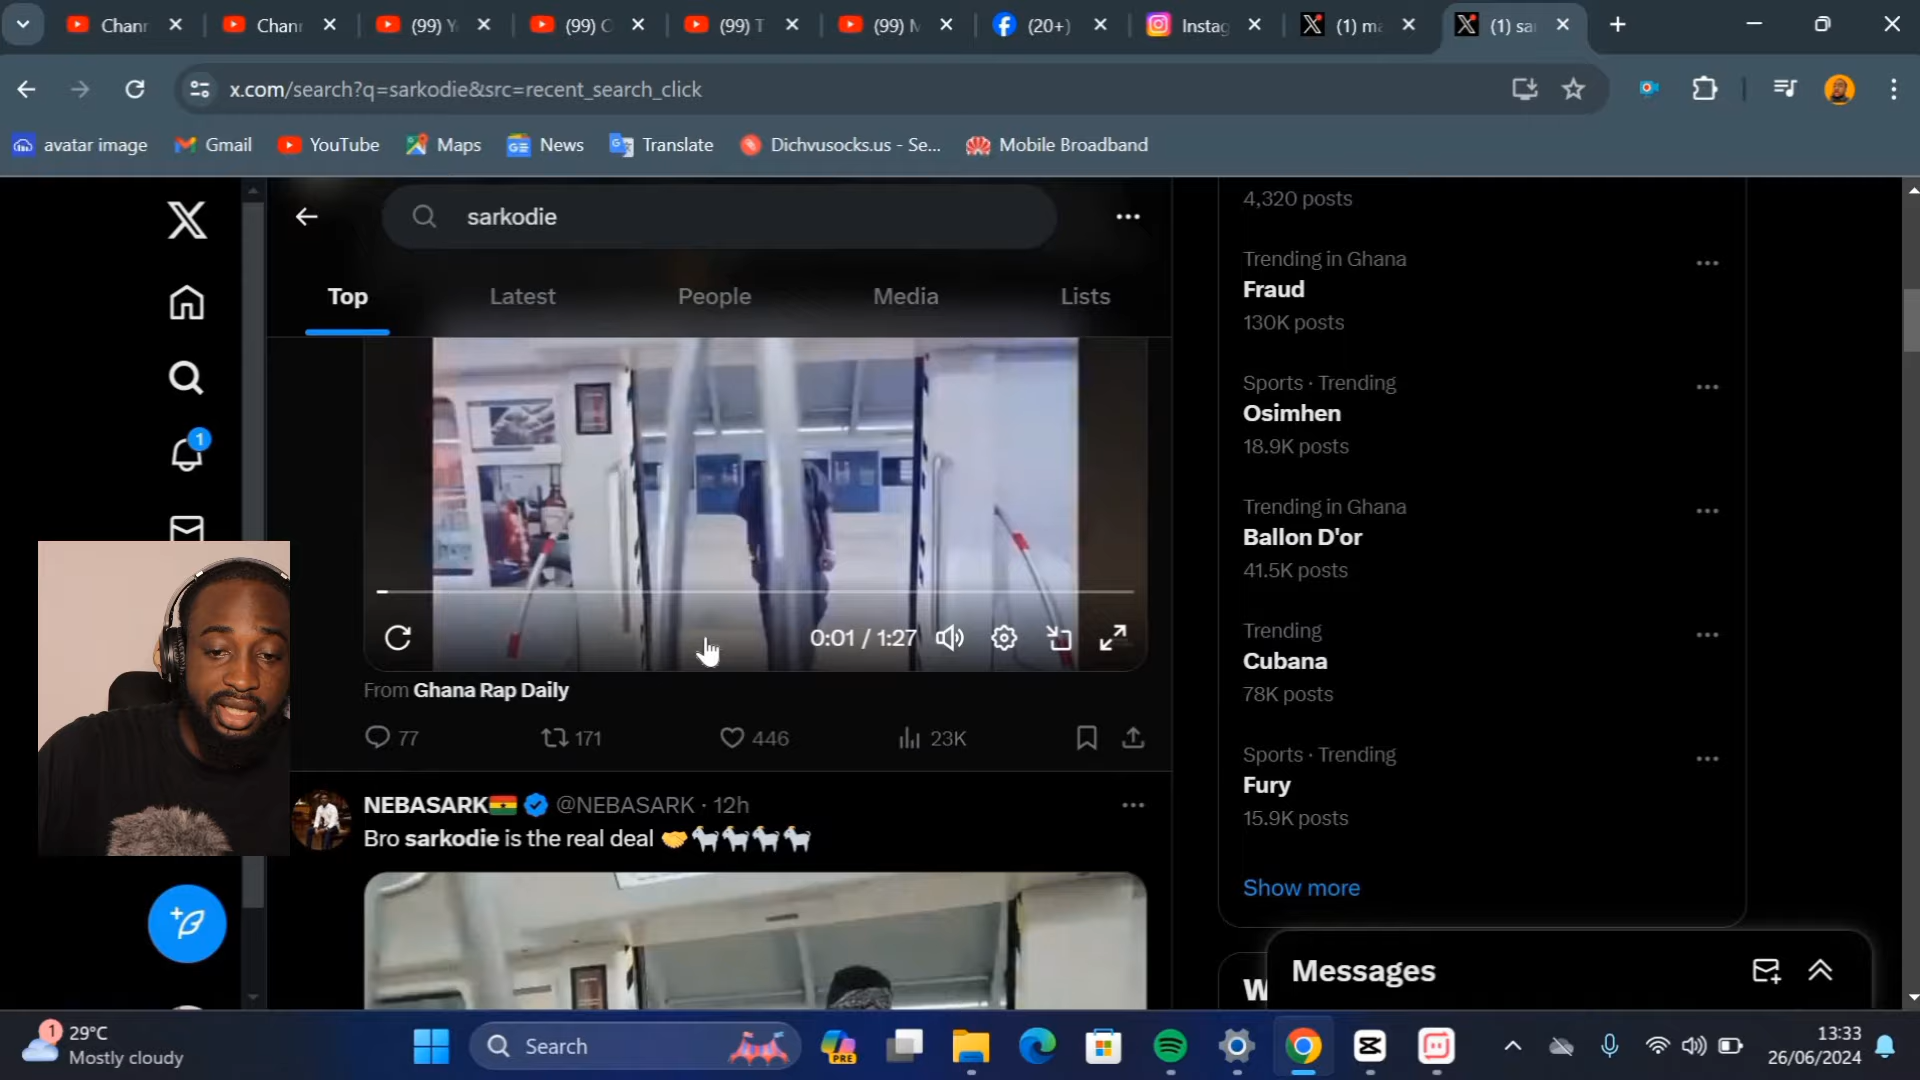 Chanr
Chanr
(99) Y
(99) C
(99) T
(99) M
(20+)
Instag
(1) ma
(1) sa
x.com/search?q=sarkodie&src=recent_search_click
avatar image
Gmail
YouTube
Maps
News
Translate
Dichvusocks.us - Se...
Mobile Broadband
sarkodie
Top
Latest
People
Media
Lists
0:01 / 1:27
From Ghana Rap Daily
77
171
446
23K
NEBASARK @NEBASARK · 12h
Bro sarkodie is the real deal
4,320 posts
Trending in Ghana
Fraud
130K posts
Sports · Trending
Osimhen
18.9K posts
Trending in Ghana
Ballon D'or
41.5K posts
Trending
Cubana
78K posts
Sports · Trending
Fury
15.9K posts
Show more
W
Messages
1
1
29°C
Mostly cloudy
Search
PRE
13:33
26/06/2024